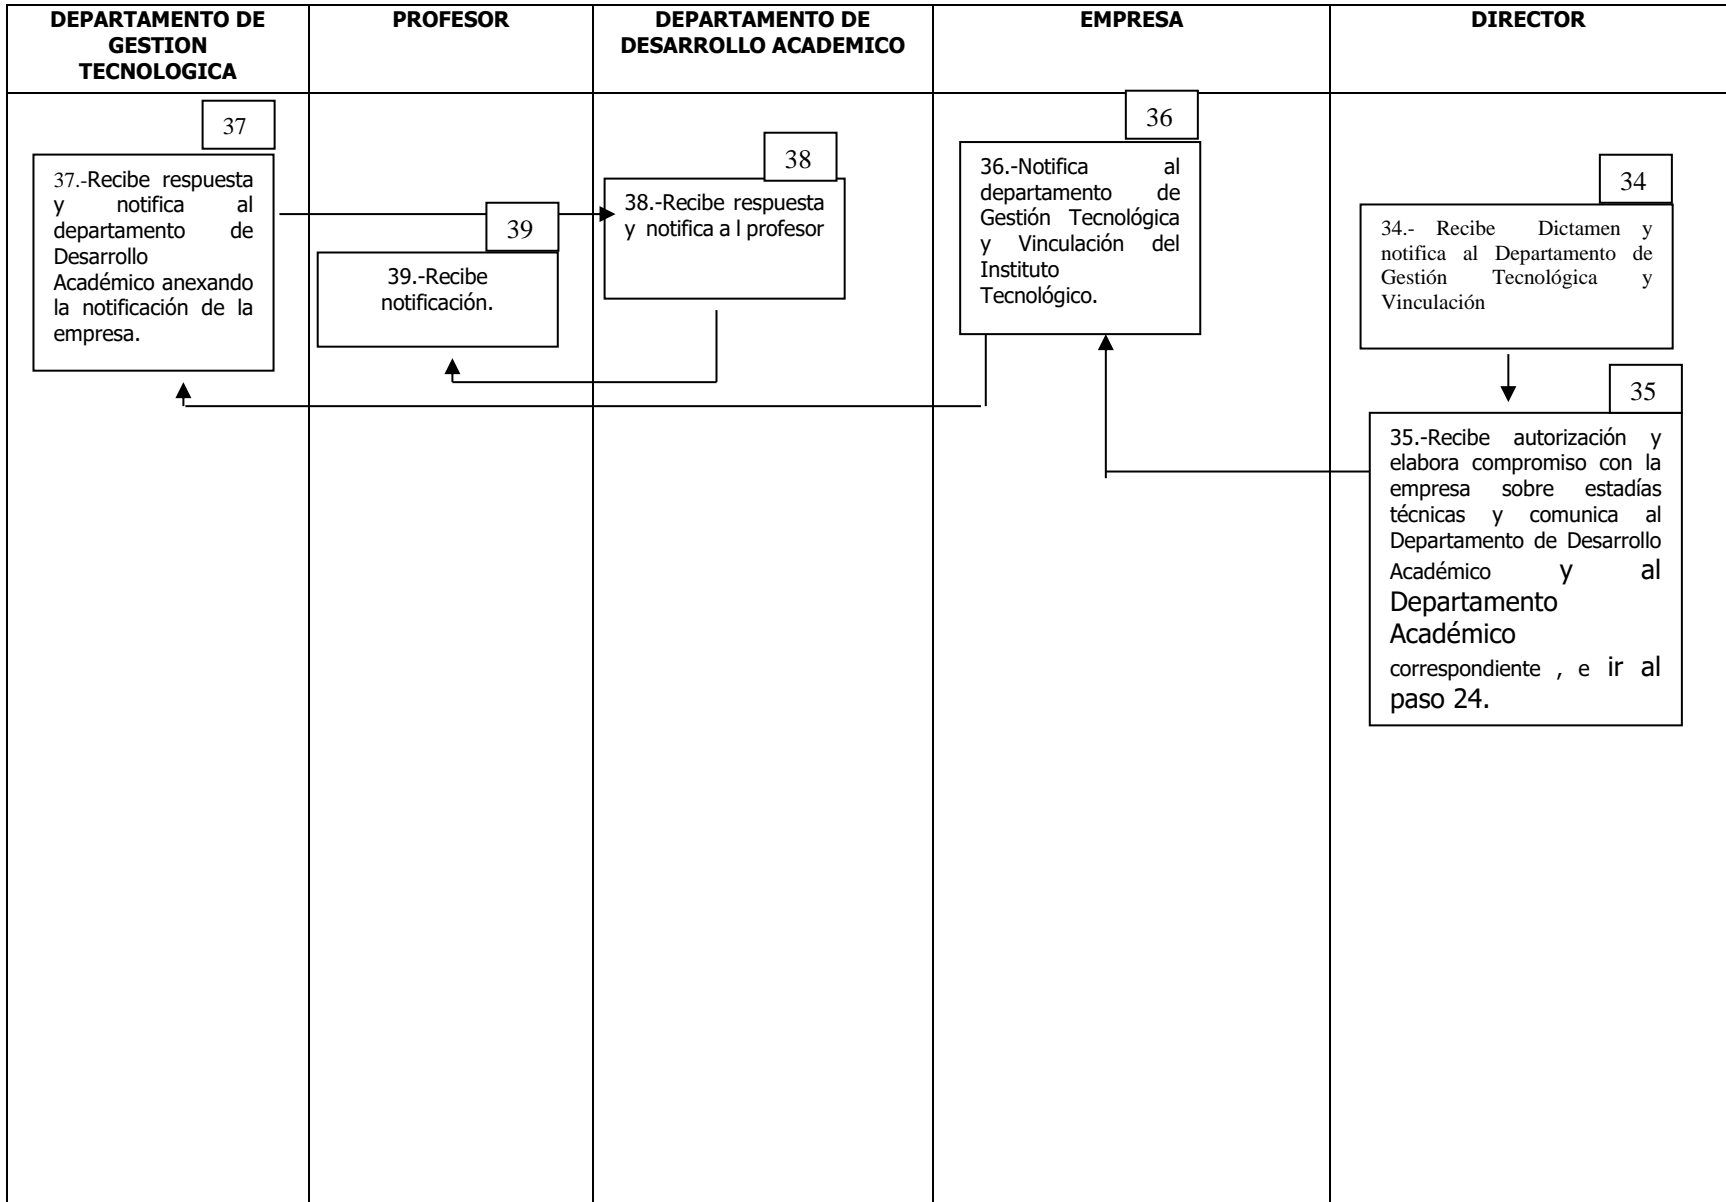 DEPARTAMENTO DE
GESTION
TECNOLOGICA
PROFESOR
DEPARTAMENTO DE
DESARROLLO ACADEMICO
EMPRESA
DIRECTOR
37
37.-Recibe respuesta
y notifica al
departamento de
Desarrollo
Académico anexando
la notificación de la
empresa.
39
39.-Recibe
notificación.
38
38.-Recibe respuesta
y notifica a l profesor
36
36.-Notifica al
departamento de
Gestión Tecnológica
y Vinculación del
Instituto
Tecnológico.
34
34.- Recibe Dictamen y
notifica al Departamento de
Gestión Tecnológica y
Vinculación
35
35.-Recibe autorización y
elabora compromiso con la
empresa sobre estadías
técnicas y comunica al
Departamento de Desarrollo
Académico y al
Departamento
Académico
correspondiente , e ir al
paso 24.